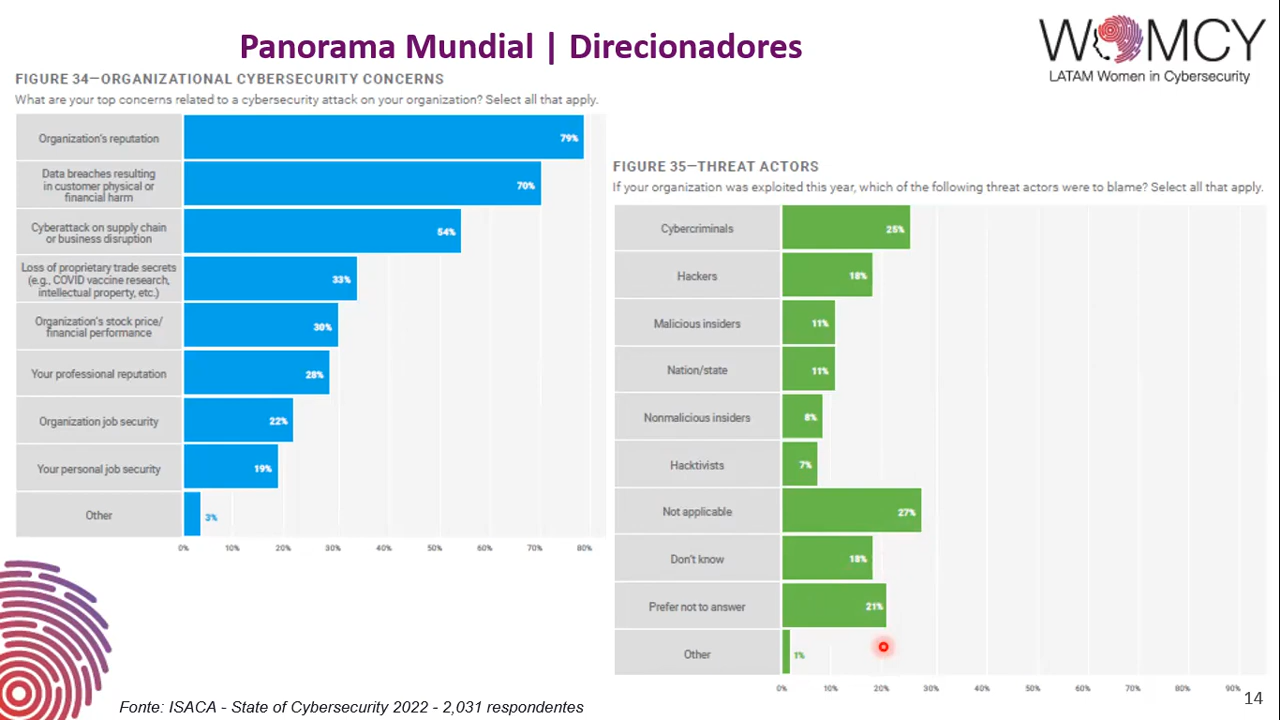 Panorama Mundial | Direcionadores
WOMCY
LATAM Women in Cybersecurity
FIGURE 34—ORGANIZATIONAL CYBERSECURITY CONCERNS
What are your top concerns related to a cybersecurity attack on your organization? Select all that apply.
Organization's reputation
79%
Data breaches resulting
in customer physical or
financial harm
70%
Cyberattack on supply chain
or business disruption
54%
Loss of proprietary trade secrets
(e.g., COVID vaccine research,
intellectual property, etc.)
33%
Organization's stock price/
financial performance
30%
Your professional reputation
28%
Organization job security
22%
Your personal job security
19%
Other
3%
0% 10% 20% 30% 40% 50% 60% 70% 80%
FIGURE 35—THREAT ACTORS
If your organization was exploited this year, which of the following threat actors were to blame? Select all that apply.
Cybercriminals
25%
Hackers
18%
Malicious insiders
11%
Nation/state
11%
Nonmalicious insiders
8%
Hacktivists
7%
Not applicable
27%
Don't know
18%
Prefer not to answer
21%
Other
1%
0% 10% 20% 30% 40% 50% 60% 70% 80% 90%
Fonte: ISACA - State of Cybersecurity 2022 - 2,031 respondentes
14